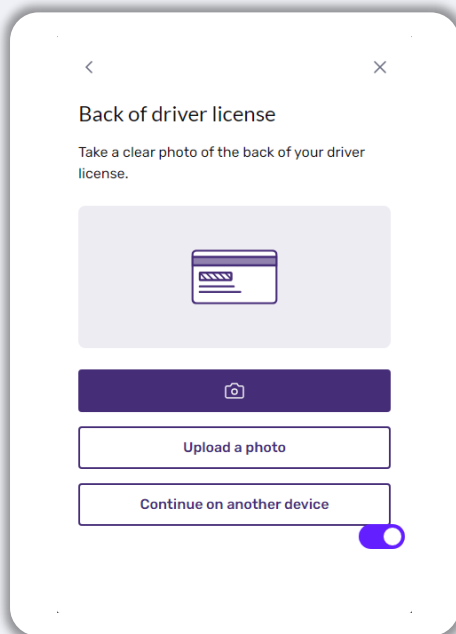 Back of driver license
Take a clear photo of the back of your driver
license.
Upload a photo
Continue on another device